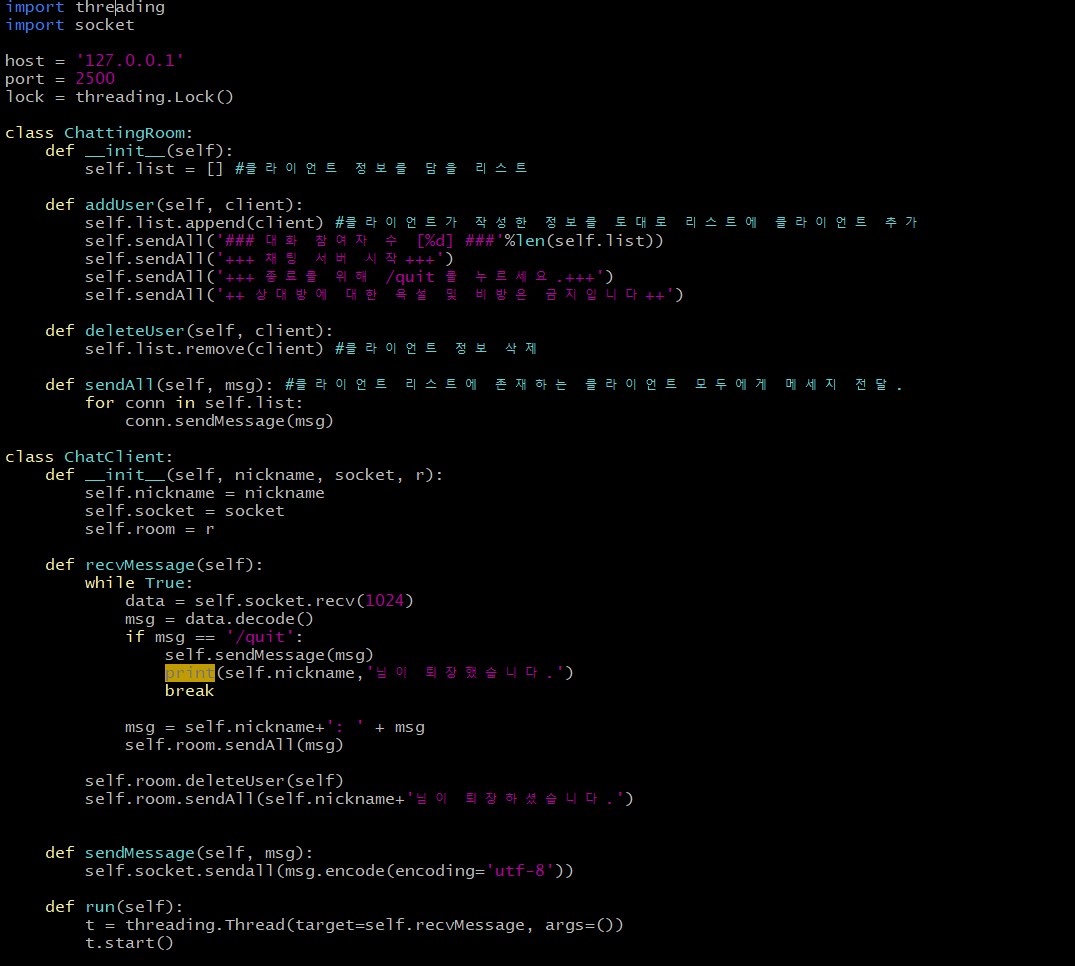 import threading
import socket

host = '127.0.0.1'
port = 2500
lock = threading.Lock()

class ChattingRoom:
    def __init__(self):
        self.list = [] #클라이언트 정보를 담을 리스트

    def addUser(self, client):
        self.list.append(client) #클라이언트가 작성한 정보를 토대로 리스트에 클라이언트 추가
        self.sendAll('### 대화 참여자 수 [%d] ###'%len(self.list))
        self.sendAll('+++ 채팅 서버 시작+++')
        self.sendAll('+++ 종료를 위해 /quit를 누르세요.+++')
        self.sendAll('++ 상대방에 대한 욕설 및 비방은 금지입니다++')

    def deleteUser(self, client):
        self.list.remove(client) #클라이언트 정보 삭제

    def sendAll(self, msg): #클라이언트 리스트에 존재하는 클라이언트 모두에게 메세지 전달.
        for conn in self.list:
            conn.sendMessage(msg)

class ChatClient:
    def __init__(self, nickname, socket, r):
        self.nickname = nickname
        self.socket = socket
        self.room = r

    def recvMessage(self):
        while True:
            data = self.socket.recv(1024)
            msg = data.decode()
            if msg == '/quit':
                self.sendMessage(msg)
                print(self.nickname,'님이 퇴장했습니다.')
                break

            msg = self.nickname+': ' + msg
            self.room.sendAll(msg)

        self.room.deleteUser(self)
        self.room.sendAll(self.nickname+'님이 퇴장하셨습니다.')


    def sendMessage(self, msg):
        self.socket.sendall(msg.encode(encoding='utf-8'))

    def run(self):
        t = threading.Thread(target=self.recvMessage, args=())
        t.start()